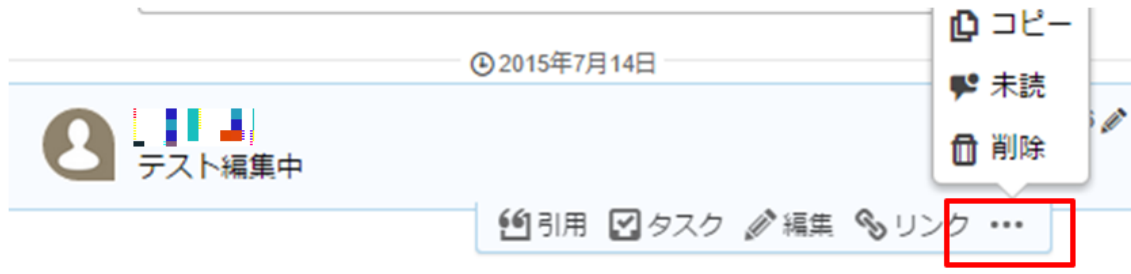 コピー
2015年7月14日
未読
削除
テスト編集中
引用 タスク 編集 リンク ...